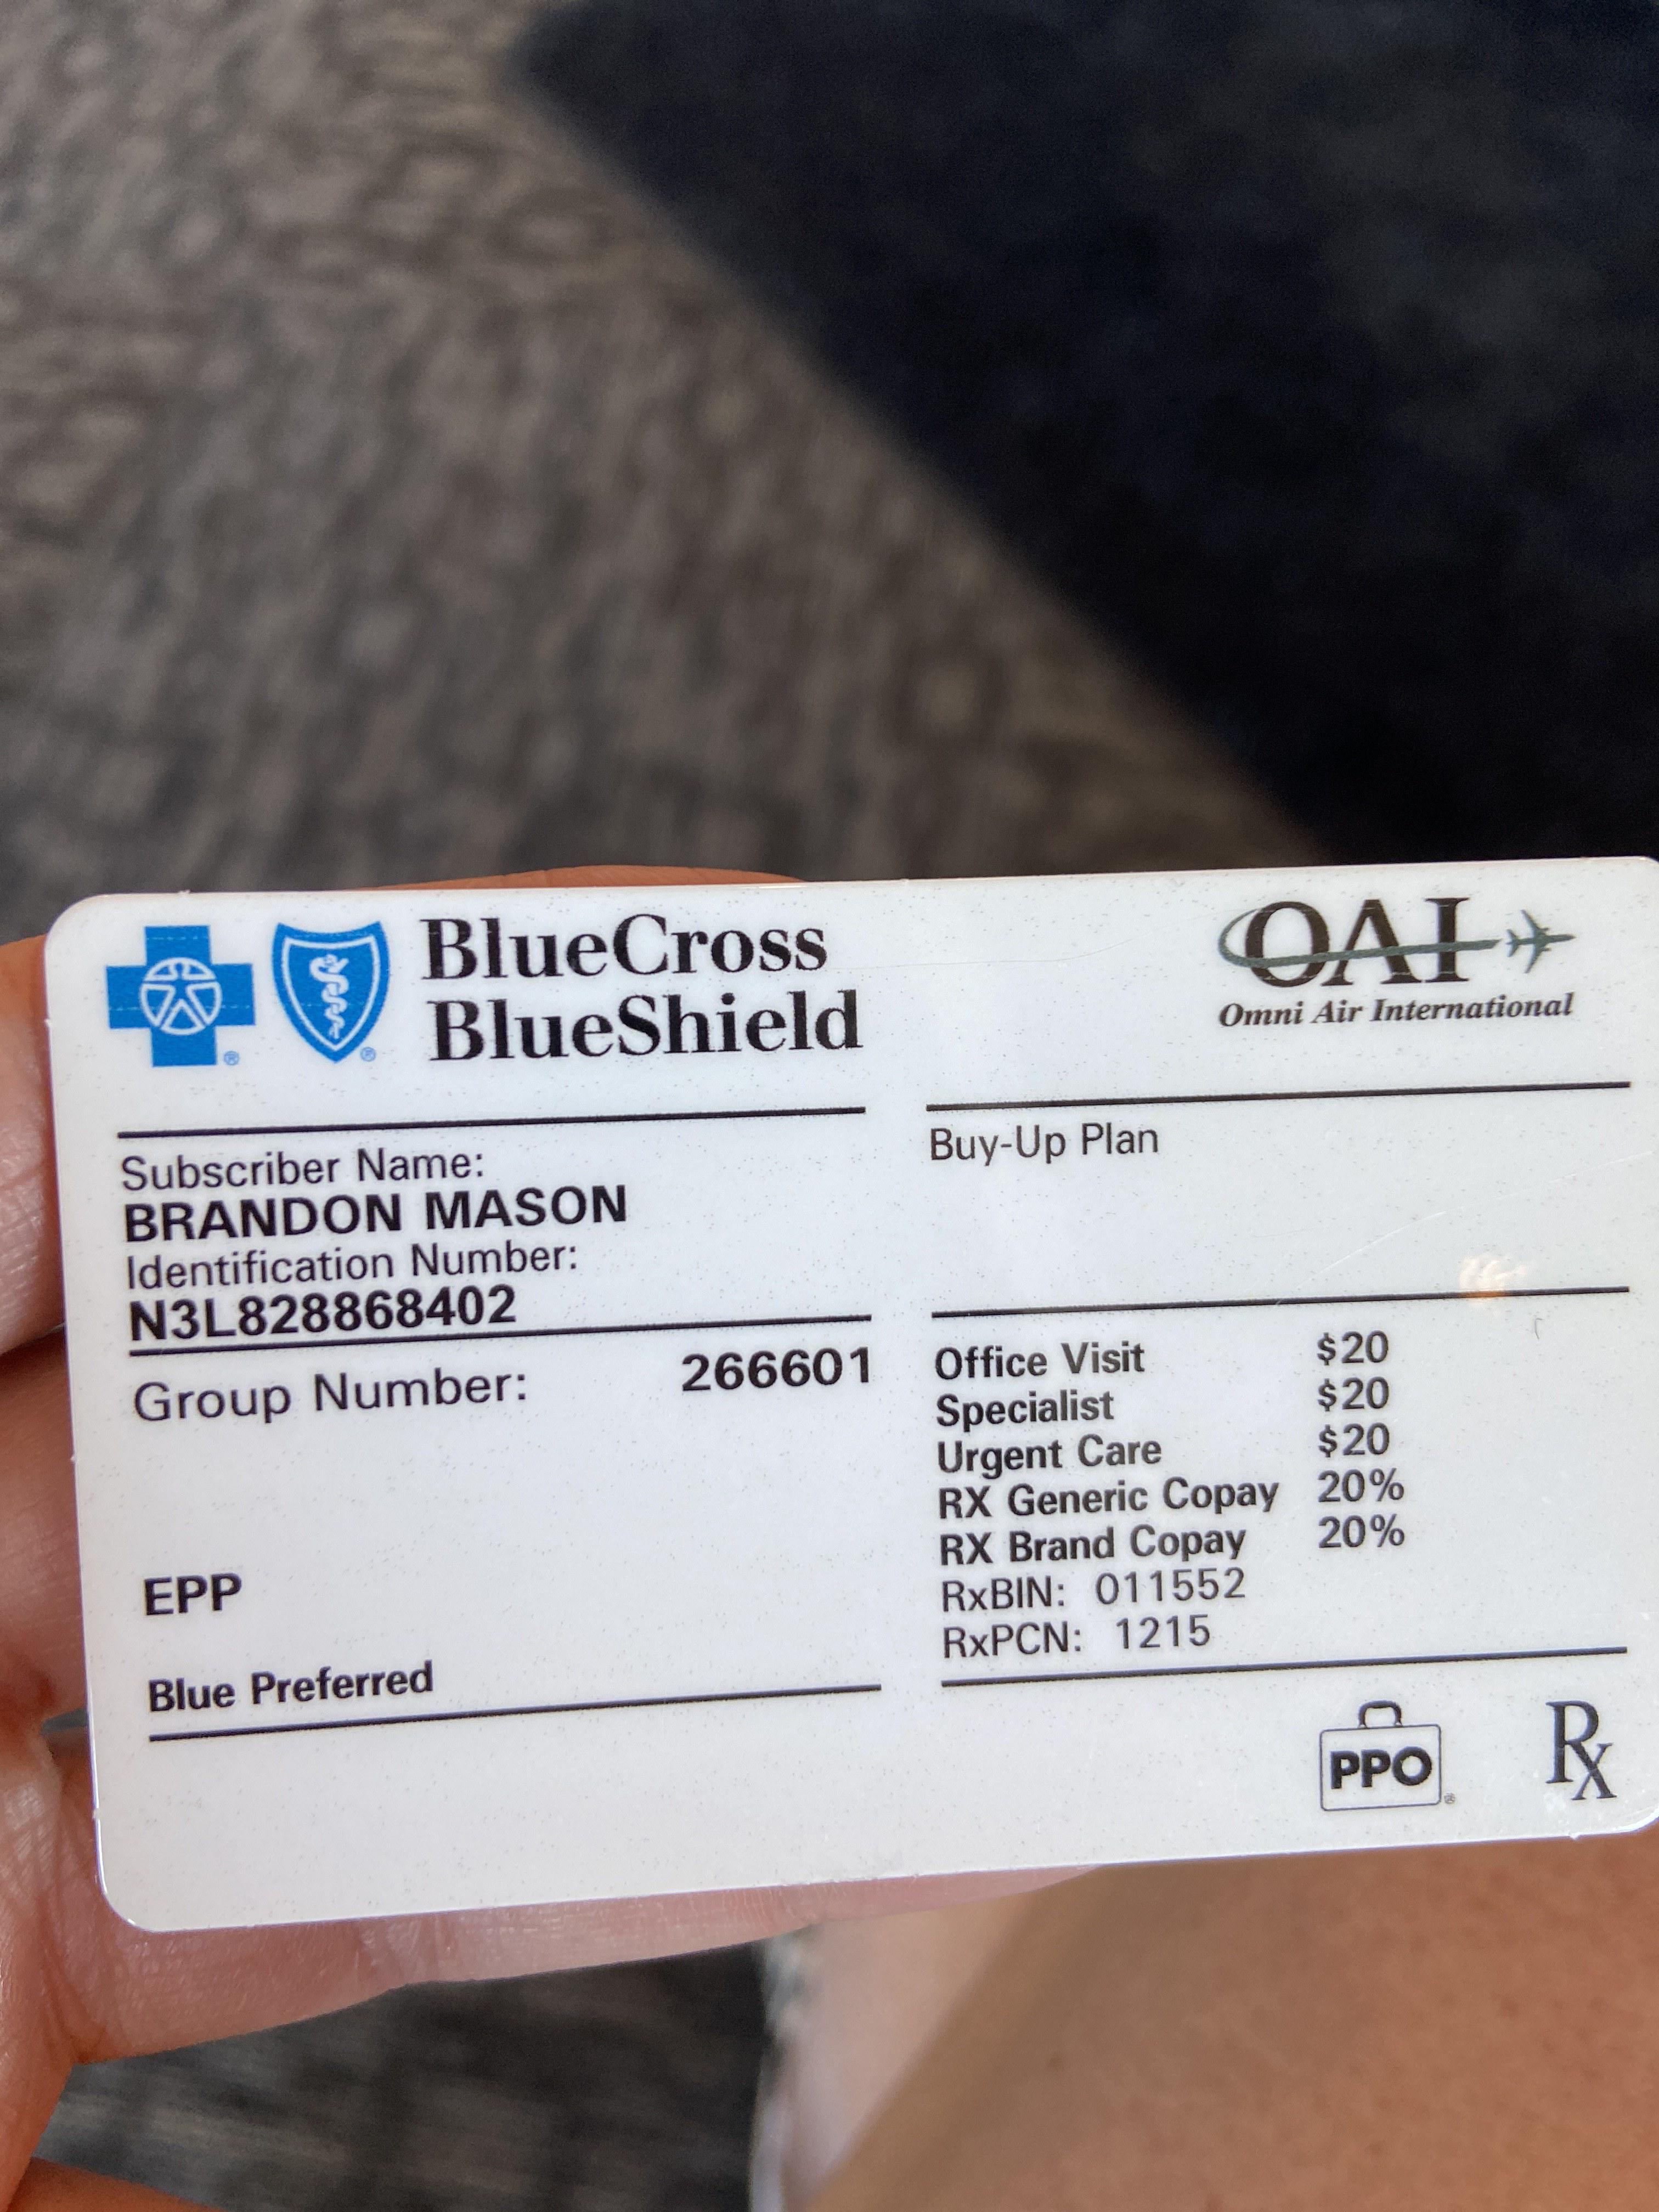 BlueCross
BlueShield
OAI
Omni Air International
Subscriber Name:
BRANDON MASON
Identification Number:
N3L828868402
Group Number: 266601
EPP
Blue Preferred
Buy-Up Plan
Office Visit $20
Specialist $20
Urgent Care $20
RX Generic Copay 20%
RX Brand Copay 20%
RxBIN: 011552
RxPCN: 1215
PPO
Rx